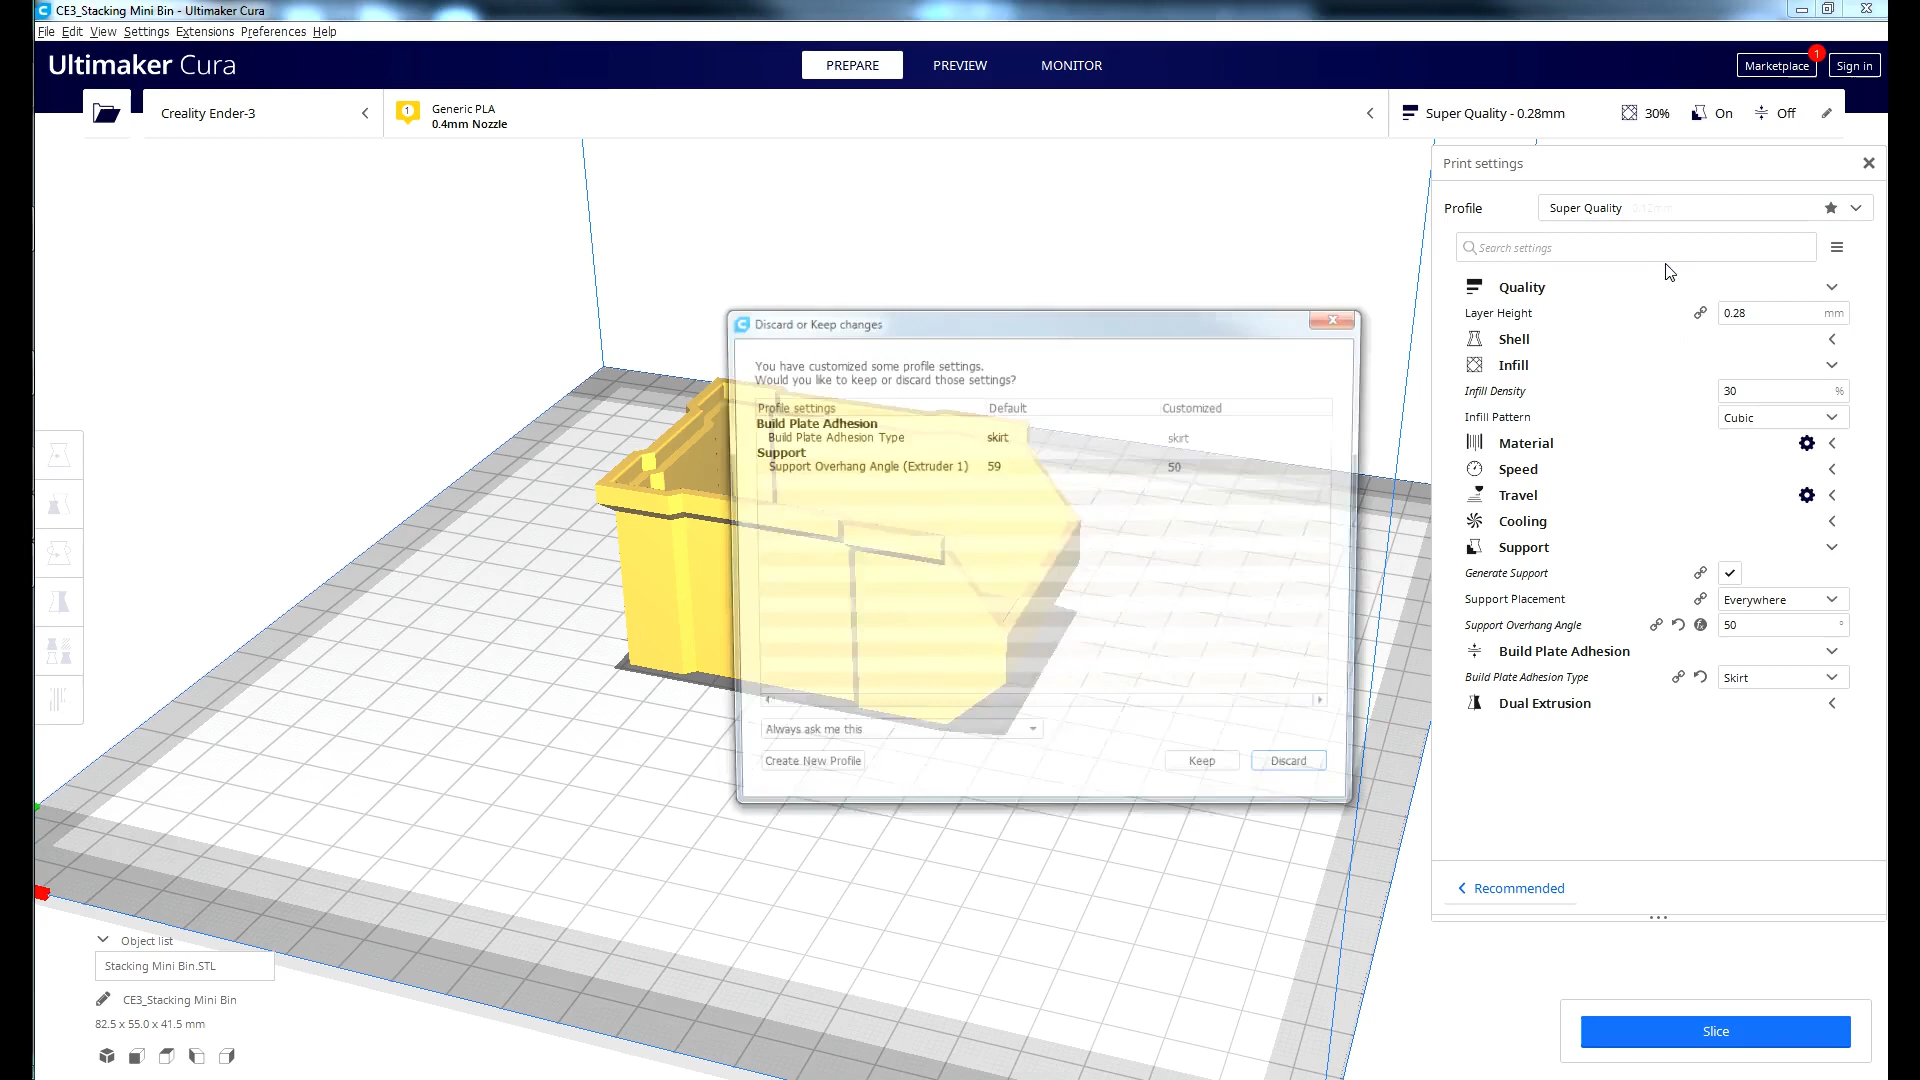 CE3_Stacking Mini Bin - Ultimaker Cura
File Edit View Settings Extensions Preferences Help
Ultimaker Cura
PREPARE
PREVIEW
MONITOR
1
Marketplace
Sign in
Creality Ender-3
1
Generic PLA
0.4mm Nozzle
Super Quality - 0.28mm
30%
On
Off
Print settings
Profile
Super Quality 0.12mm
Search settings
Quality
Layer Height
0.28 mm
Shell
Infill
Infill Density
30 %
Infill Pattern
Cubic
Material
Speed
Travel
Cooling
Support
Generate Support
Support Placement
Everywhere
Support Overhang Angle
50 °
Build Plate Adhesion
Build Plate Adhesion Type
Skirt
Dual Extrusion
Recommended
Discard or Keep changes
You have customized some profile settings.
Would you like to keep or discard those settings?
Profile settings Default Customized
Build Plate Adhesion
Build Plate Adhesion Type skirt skirt
Support
Support Overhang Angle (Extruder 1) 59 50
Always ask me this
Create New Profile
Keep
Discard
Object list
Stacking Mini Bin.STL
CE3_Stacking Mini Bin
82.5 x 55.0 x 41.5 mm
Slice